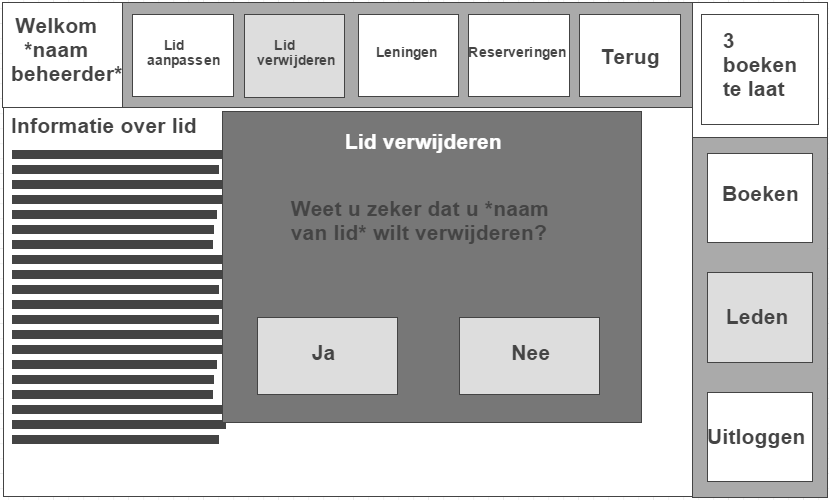 Welkom
*naam
beheerder*
Lid
aanpassen
Lid
verwijderen
Leningen
Reserveringen
Terug
3
boeken
te laat
Informatie over lid
Lid verwijderen
Weet u zeker dat u *naam
van lid* wilt verwijderen?
Ja
Nee
Boeken
Leden
Uitloggen